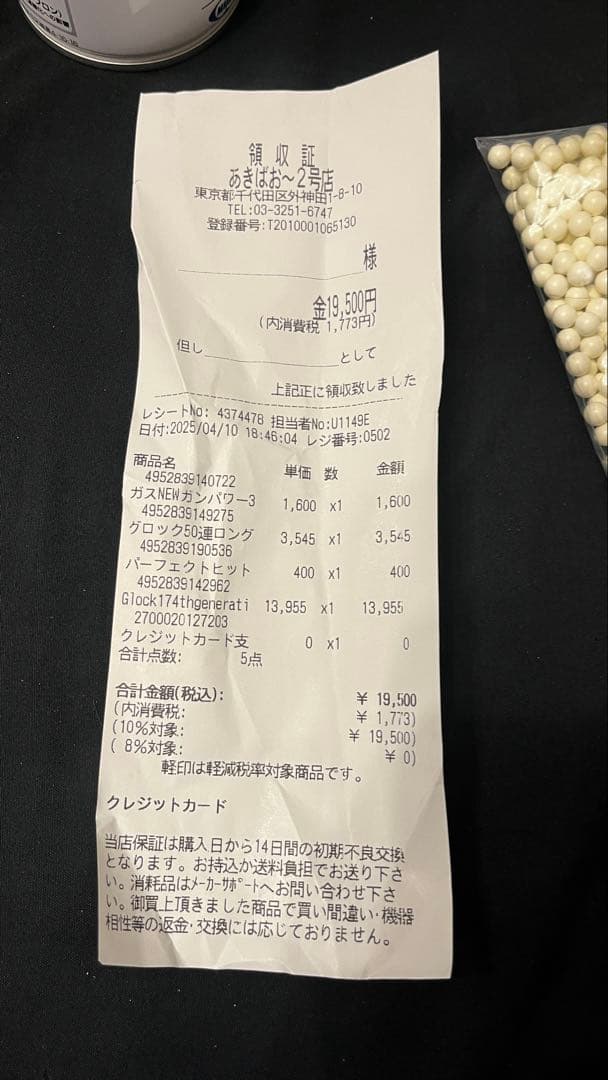 領収証
あきばお～2号店
東京都千代田区外神田1-8-10
TEL:03-3251-6747
登録番号:T2010001065130
様
金19,500円
(内消費税 1,773円)
但し として
上記正に領収致しました
レシートNo: 4374478 担当者No:U1149E
日付:2025/04/10 18:46:04 レジ番号:0502
商品名 単価 数 金額
4952839140722
ガスNEWガンパワー3 1,600 x1 1,600
4952839149275
グロック50連ロング 3,545 x1 3,545
4952839190536
パーフェクトヒット 400 x1 400
4952839142962
Glock174thgenerati 13,955 x1 13,955
2700020127203
クレジットカード支 0 x1 0
合計点数: 5点
合計金額(税込): ¥ 19,500
(内消費税: ¥ 1,773)
(10%対象: ¥ 19,500)
( 8%対象: ¥ 0)
軽印は軽減税率対象商品です。
クレジットカード
当店保証は購入日から14日間の初期不良交換
となります。お持込か送料負担でお送り下さ
い。消耗品はﾒｰｶｰｻﾎﾟｰﾄへお問い合わせ下さ
い。御買上頂きました商品で買い間違い･機器
相性等の返金･交換には応じておりません。